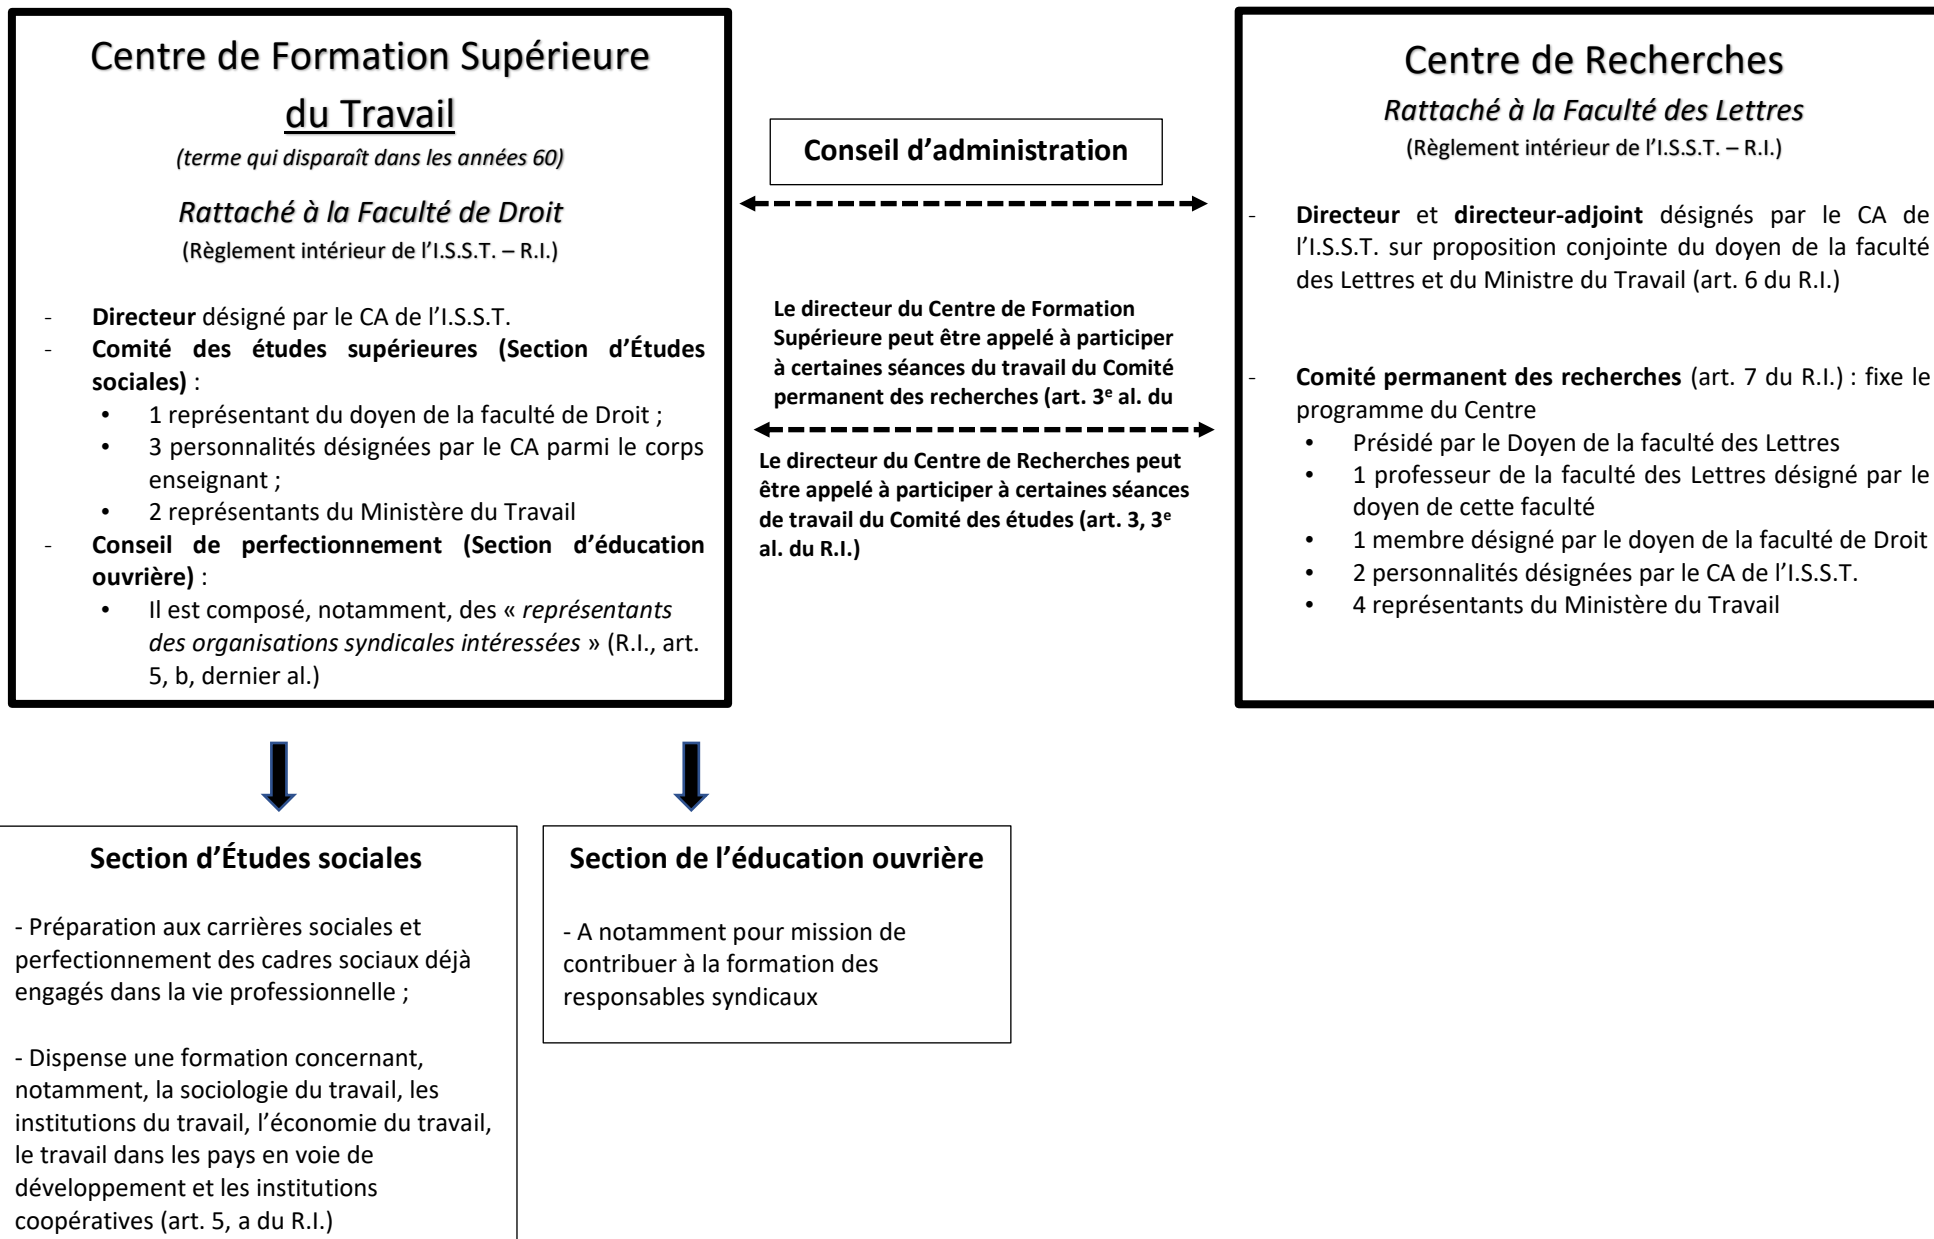 Centre de Formation Supérieure
du Travail
(terme qui disparaît dans les années 60)
Rattaché à la Faculté de Droit
(Règlement intérieur de l’I.S.S.T. – R.I.)
- Directeur désigné par le CA de l’I.S.S.T.
- Comité des études supérieures (Section d’Études
sociales) :
• 1 représentant du doyen de la faculté de Droit ;
• 3 personnalités désignées par le CA parmi le corps
enseignant ;
• 2 représentants du Ministère du Travail
- Conseil de perfectionnement (Section d’éducation
ouvrière) :
• Il est composé, notamment, des « représentants
des organisations syndicales intéressées » (R.I., art.
5, b, dernier al.)
Conseil d’administration
Le directeur du Centre de Formation
Supérieure peut être appelé à participer
à certaines séances du travail du Comité
permanent des recherches (art. 3e al. du
Le directeur du Centre de Recherches peut
être appelé à participer à certaines séances
de travail du Comité des études (art. 3, 3e
al. du R.I.)
Centre de Recherches
Rattaché à la Faculté des Lettres
(Règlement intérieur de l’I.S.S.T. – R.I.)
- Directeur et directeur-adjoint désignés par le CA de
l’I.S.S.T. sur proposition conjointe du doyen de la faculté
des Lettres et du Ministre du Travail (art. 6 du R.I.)
- Comité permanent des recherches (art. 7 du R.I.) : fixe le
programme du Centre
• Présidé par le Doyen de la faculté des Lettres
• 1 professeur de la faculté des Lettres désigné par le
doyen de cette faculté
• 1 membre désigné par le doyen de la faculté de Droit
• 2 personnalités désignées par le CA de l’I.S.S.T.
• 4 représentants du Ministère du Travail
Section d’Études sociales
- Préparation aux carrières sociales et
perfectionnement des cadres sociaux déjà
engagés dans la vie professionnelle ;
- Dispense une formation concernant,
notamment, la sociologie du travail, les
institutions du travail, l’économie du travail,
le travail dans les pays en voie de
développement et les institutions
coopératives (art. 5, a du R.I.)
Section de l’éducation ouvrière
- A notamment pour mission de
contribuer à la formation des
responsables syndicaux